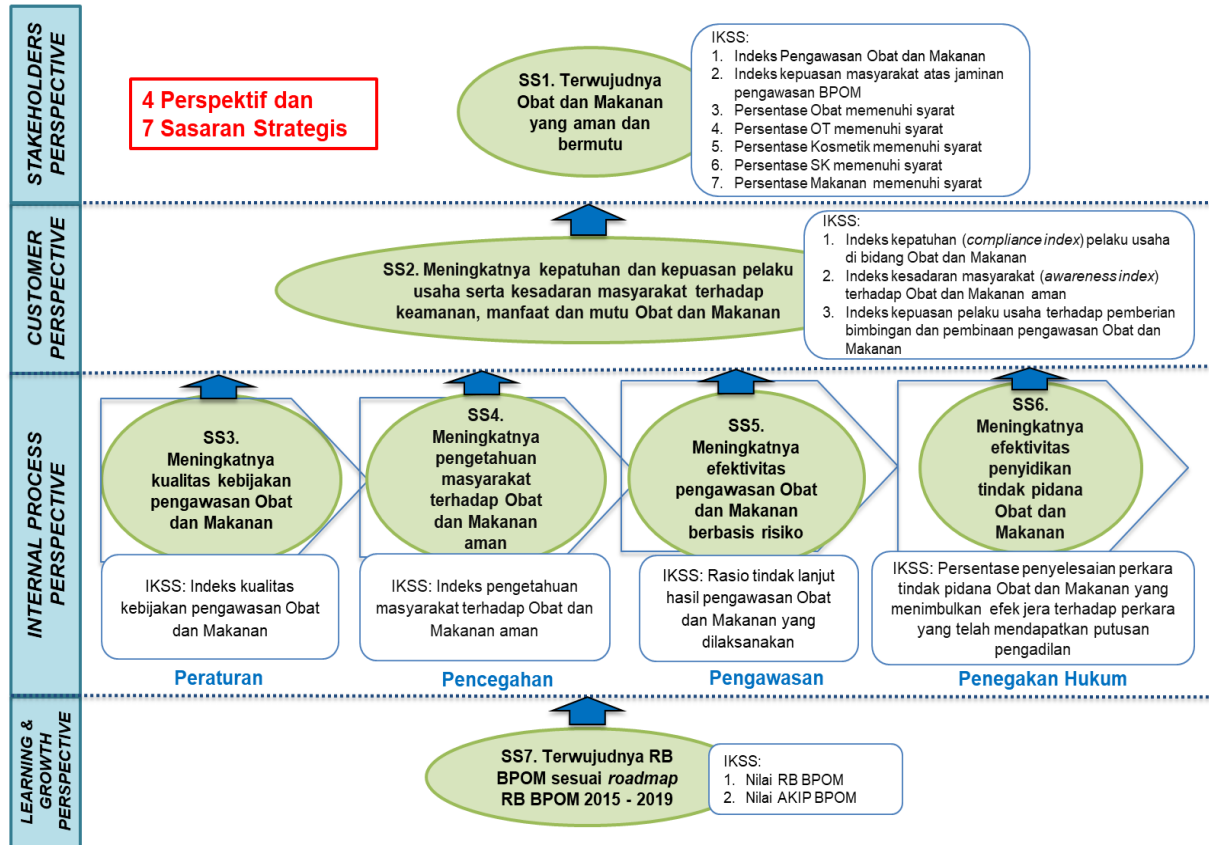 STAKEHOLDERS
PERSPECTIVE
4 Perspektif dan
7 Sasaran Strategis
SS1. Terwujudnya
Obat dan Makanan
yang aman dan
bermutu
IKSS:
1. Indeks Pengawasan Obat dan Makanan
2. Indeks kepuasan masyarakat atas jaminan
pengawasan BPOM
3. Persentase Obat memenuhi syarat
4. Persentase OT memenuhi syarat
5. Persentase Kosmetik memenuhi syarat
6. Persentase SK memenuhi syarat
7. Persentase Makanan memenuhi syarat
CUSTOMER
PERSPECTIVE
SS2. Meningkatnya kepatuhan dan kepuasan pelaku
usaha serta kesadaran masyarakat terhadap
keamanan, manfaat dan mutu Obat dan Makanan
IKSS:
1. Indeks kepatuhan (compliance index) pelaku usaha
di bidang Obat dan Makanan
2. Indeks kesadaran masyarakat (awareness index)
terhadap Obat dan Makanan aman
3. Indeks kepuasan pelaku usaha terhadap pemberian
bimbingan dan pembinaan pengawasan Obat dan
Makanan
INTERNAL PROCESS
PERSPECTIVE
SS3.
Meningkatnya
kualitas kebijakan
pengawasan Obat
dan Makanan
IKSS: Indeks kualitas
kebijakan pengawasan Obat
dan Makanan
Peraturan
SS4.
Meningkatnya
pengetahuan
masyarakat
terhadap Obat
dan Makanan
aman
IKSS: Indeks pengetahuan
masyarakat terhadap Obat dan
Makanan aman
Pencegahan
SS5.
Meningkatnya
efektivitas
pengawasan Obat
dan Makanan
berbasis risiko
IKSS: Rasio tindak lanjut
hasil pengawasan Obat
dan Makanan yang
dilaksanakan
Pengawasan
SS6.
Meningkatnya
efektivitas
penyidikan
tindak pidana
Obat dan
Makanan
IKSS: Persentase penyelesaian perkara
tindak pidana Obat dan Makanan yang
menimbulkan efek jera terhadap perkara
yang telah mendapatkan putusan
pengadilan
Penegakan Hukum
LEARNING &
GROWTH
PERSPECTIVE
SS7. Terwujudnya RB
BPOM sesuai roadmap
RB BPOM 2015 - 2019
IKSS:
1. Nilai RB BPOM
2. Nilai AKIP BPOM